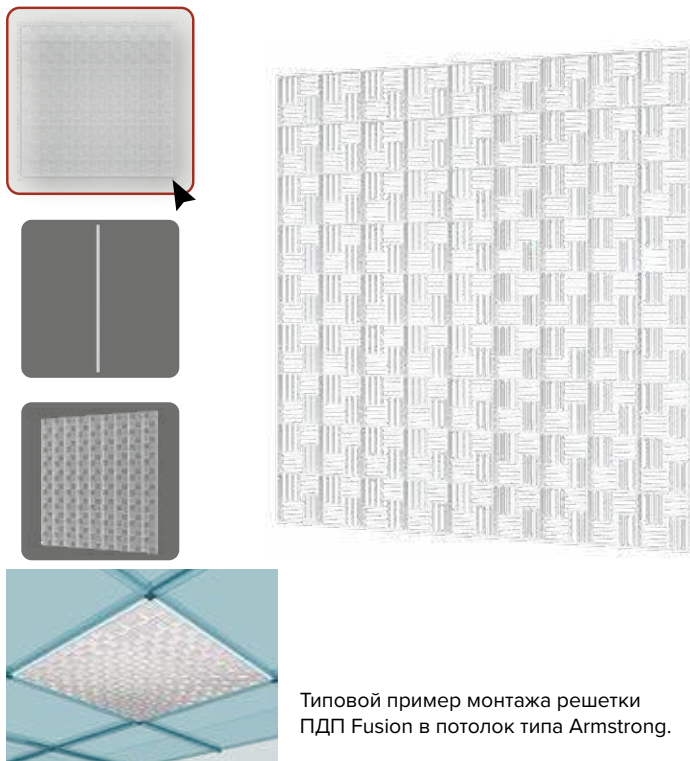 Типовой пример монтажа решетки
ПДП Fusion в потолок типа Armstrong.